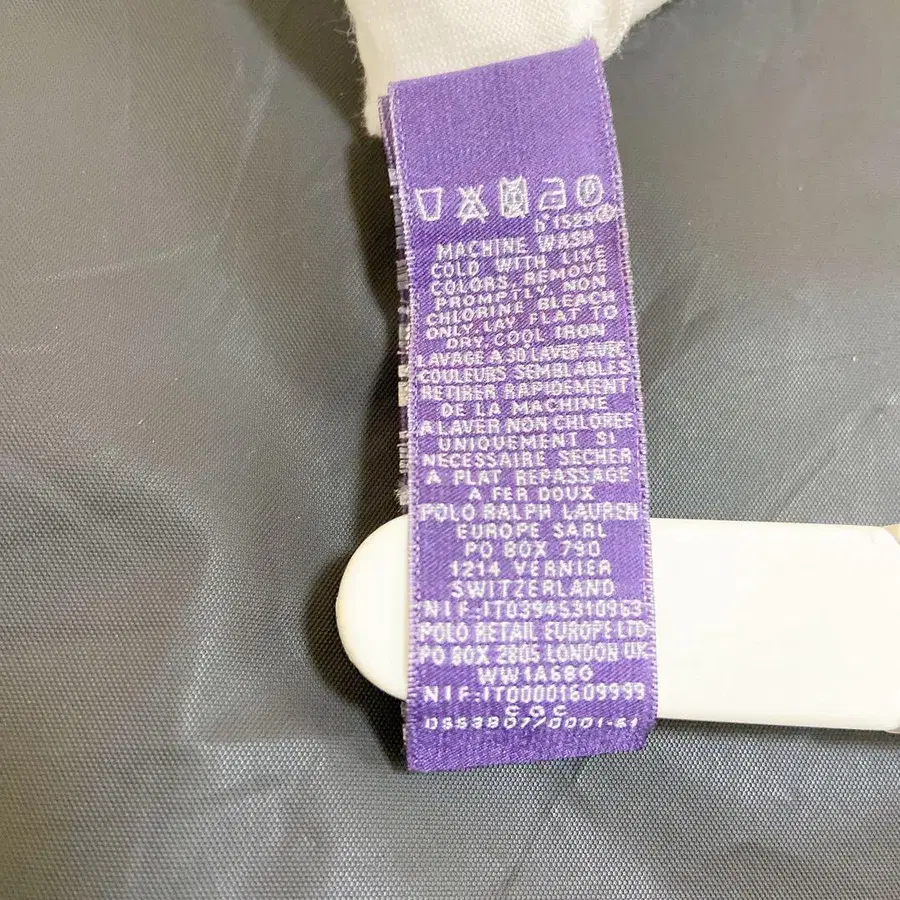 MACHINE WASH
COLD WITH LIKE
COLORS, REMOVE
PROMPTLY, NON
CHLORINE BLEACH
ONLY, LAY FLAT TO
DRY, COOL IRON
LAVAGE A 30 LAVER AVEC
COULEURS SEMBLABLES
RETIRER RAPIDEMENT
DE LA MACHINE
A LAVER NON CHLOREE
UNIQUEMENT SI
NECESSAIRE SECHER
A PLAT REPASSAGE
A FER DOUX
POLO RALPH LAUREN
EUROPE SARL
PO BOX 790
1214 VERNIER
SWITZERLAND
NIF:IT03945310963
POLO RETAIL EUROPE LTD
PO BOX 2805 LONDON UK
WW1A68G
NIF:IT00001609999
CGC